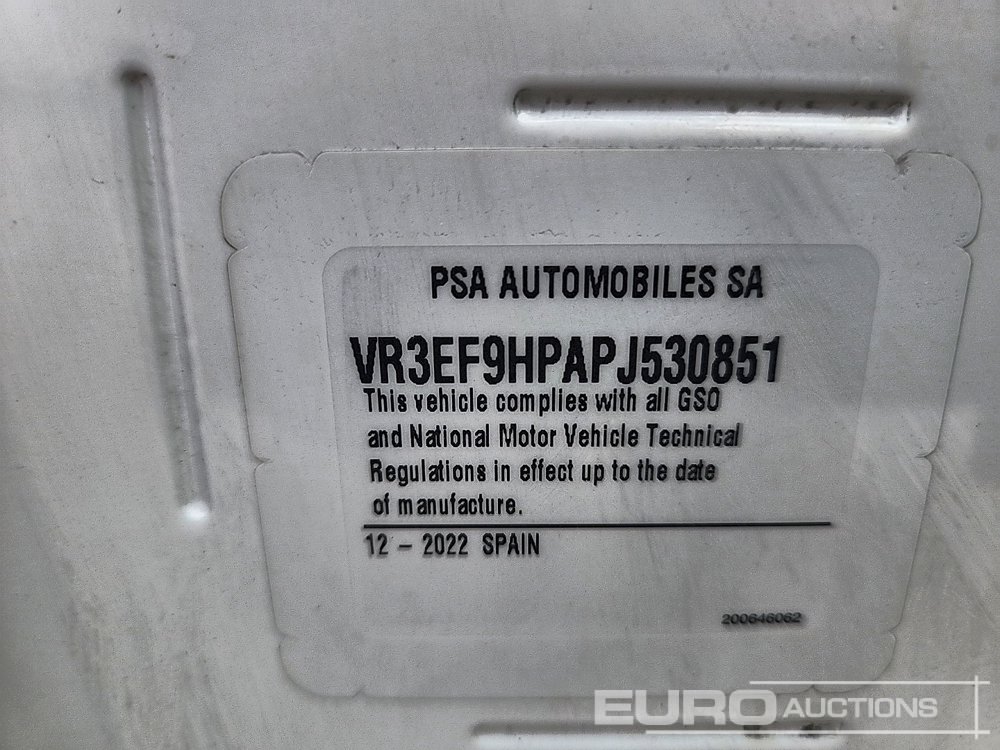 PSA AUTOMOBILES SA
VR3EF9HPAPJ530851
This vehicle complies with all GSO
and National Motor Vehicle Technical
Regulations in effect up to the date
of manufacture.
12 – 2022 SPAIN
200646062
EURO AUCTIONS